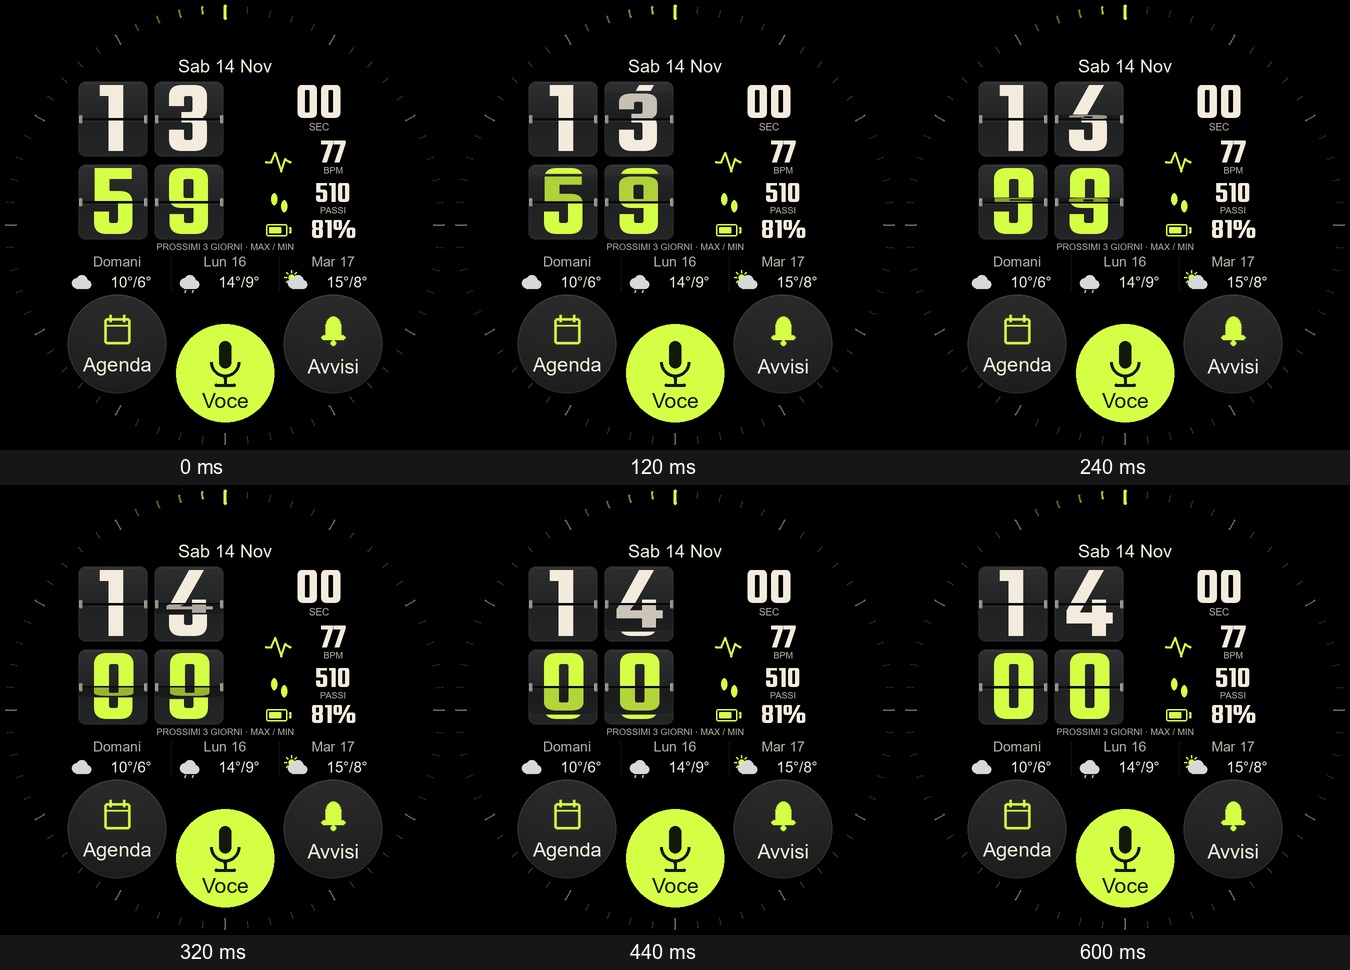 Sab 14 Nov
13
00
SEC
77
BPM
59
510
PASSI
81%
PROSSIMI 3 GIORNI · MAX / MIN
Domani
Lun 16
Mar 17
10°/6°
14°/9°
15°/8°
Agenda
Voce
Avvisi
0 ms
Sab 14 Nov
13
00
SEC
77
BPM
59
510
PASSI
81%
PROSSIMI 3 GIORNI · MAX / MIN
Domani
Lun 16
Mar 17
10°/6°
14°/9°
15°/8°
Agenda
Voce
Avvisi
120 ms
Sab 14 Nov
1
00
SEC
77
BPM
99
510
PASSI
81%
PROSSIMI 3 GIORNI · MAX / MIN
Domani
Lun 16
Mar 17
10°/6°
14°/9°
15°/8°
Agenda
Voce
Avvisi
240 ms
Sab 14 Nov
1
00
SEC
77
BPM
00
510
PASSI
81%
PROSSIMI 3 GIORNI · MAX / MIN
Domani
Lun 16
Mar 17
10°/6°
14°/9°
15°/8°
Agenda
Voce
Avvisi
320 ms
Sab 14 Nov
14
00
SEC
77
BPM
00
510
PASSI
81%
PROSSIMI 3 GIORNI · MAX / MIN
Domani
Lun 16
Mar 17
10°/6°
14°/9°
15°/8°
Agenda
Voce
Avvisi
440 ms
Sab 14 Nov
14
00
SEC
77
BPM
00
510
PASSI
81%
PROSSIMI 3 GIORNI · MAX / MIN
Domani
Lun 16
Mar 17
10°/6°
14°/9°
15°/8°
Agenda
Voce
Avvisi
600 ms